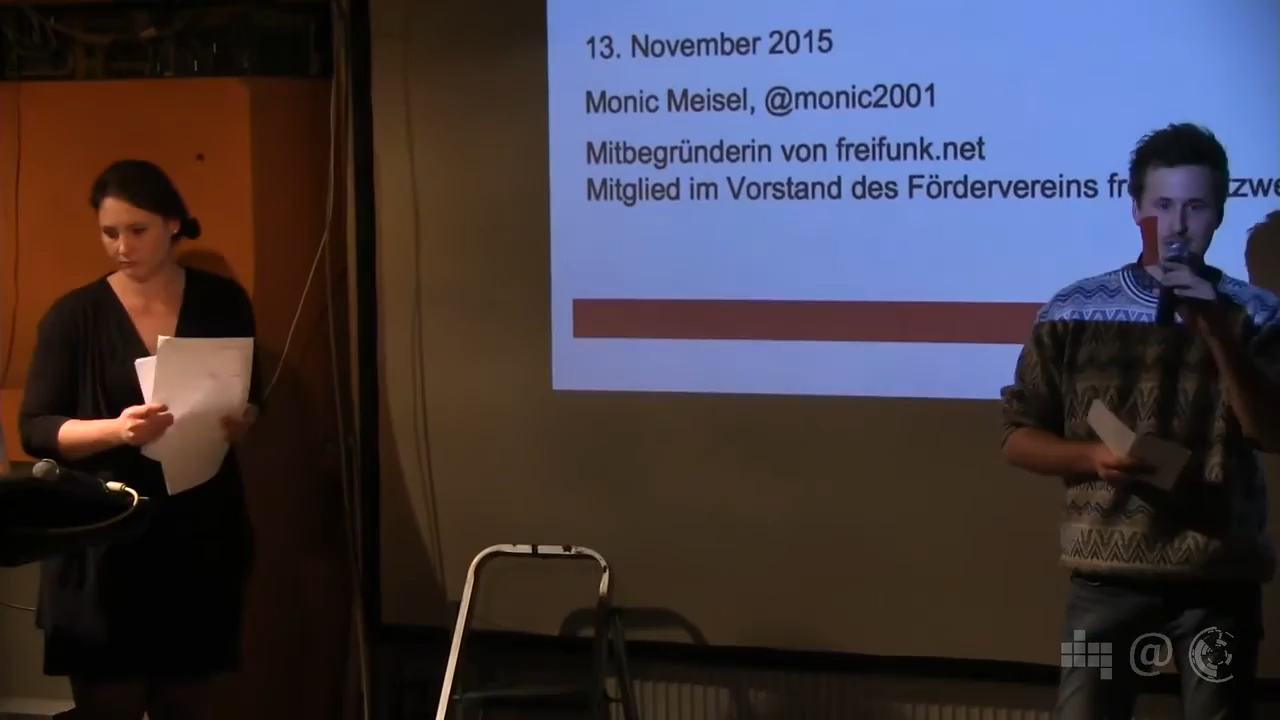 13. November 2015
Monic Meisel, @monic2001
Mitbegründerin von freifunk.net
Mitglied im Vorstand des Fördervereins
@